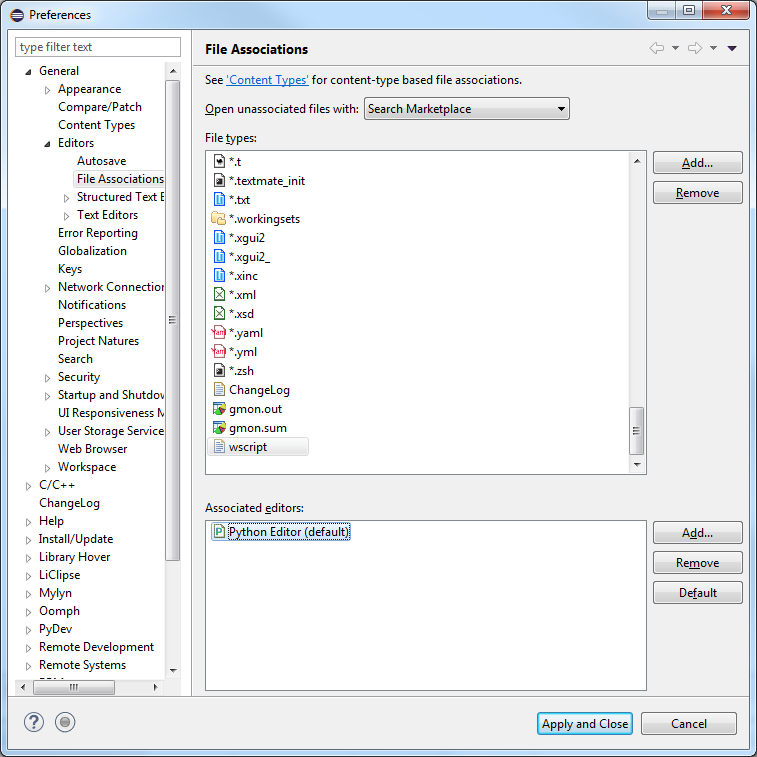 Preferences
type filter text
General
Appearance
Compare/Patch
Content Types
Editors
Autosave
File Associations
Structured Text E
Text Editors
Error Reporting
Globalization
Keys
Network Connection
Notifications
Perspectives
Project Natures
Search
Security
Startup and Shutdov
UI Responsiveness M
User Storage Service
Web Browser
Workspace
C/C++
ChangeLog
Help
Install/Update
Library Hover
LiClipse
Mylyn
Oomph
PyDev
Remote Development
Remote Systems
File Associations
See 'Content Types' for content-type based file associations.
Open unassociated files with: Search Marketplace
File types:
*.t
*.textmate_init
*.txt
*.workingsets
*.xgui2
*.xgui2_
*.xinc
*.xml
*.xsd
*.yaml
*.yml
*.zsh
ChangeLog
gmon.out
gmon.sum
wscript
Add...
Remove
Associated editors:
Python Editor (default)
Add...
Remove
Default
Apply and Close
Cancel